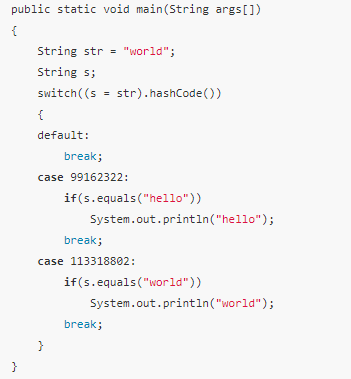 public static void main(String args[])
{
    String str = "world";
    String s;
    switch((s = str).hashCode())
    {
    default:
        break;
    case 99162322:
        if(s.equals("hello"))
            System.out.println("hello");
        break;
    case 113318802:
        if(s.equals("world"))
            System.out.println("world");
        break;
    }
}